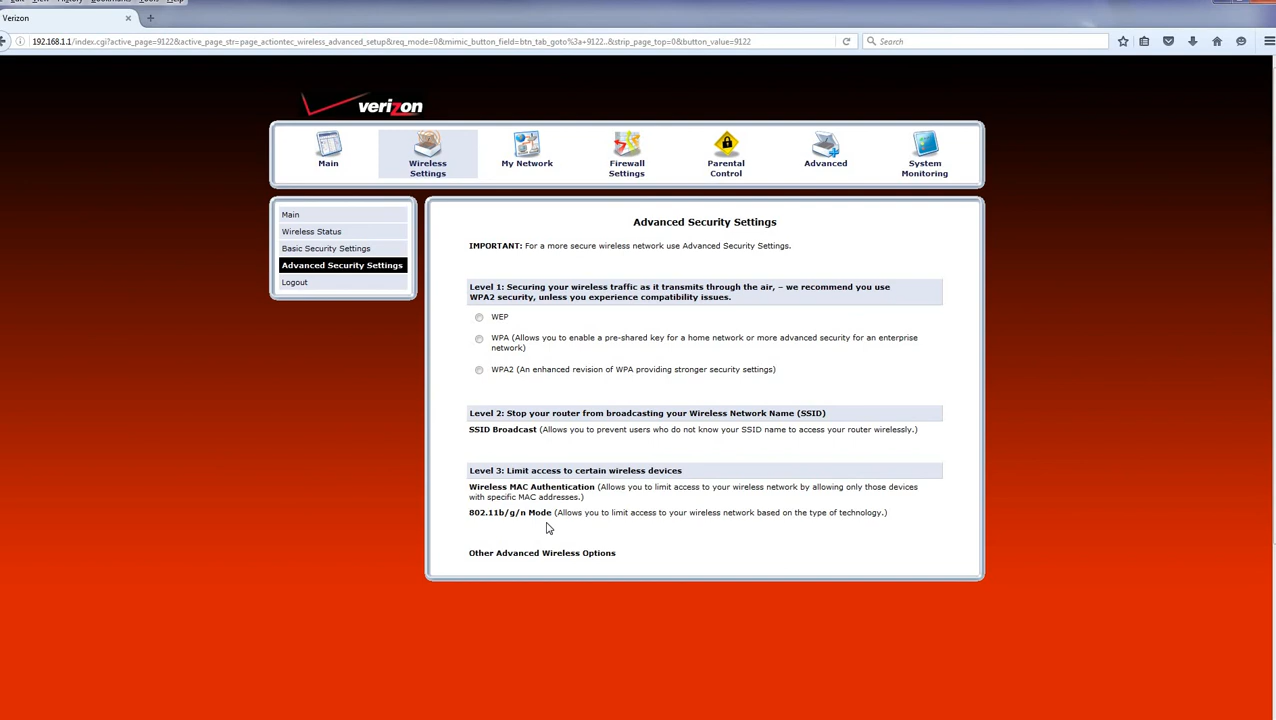 Edit View History Bookmarks Tools Help
Verizon
192.168.1.1/index.cgi?active_page=9122&active_page_str=page_actiontec_wireless_advanced_setup&req_mode=0&mimic_button_field=btn_tab_goto%3a+9122..&strip_page_top=0&button_value=9122
Search
verizon
Main
Wireless
Settings
My Network
Firewall
Settings
Parental
Control
Advanced
System
Monitoring
Main
Wireless Status
Basic Security Settings
Advanced Security Settings
Logout
Advanced Security Settings
IMPORTANT: For a more secure wireless network use Advanced Security Settings.
Level 1: Securing your wireless traffic as it transmits through the air, – we recommend you use
WPA2 security, unless you experience compatibility issues.
WEP
WPA (Allows you to enable a pre-shared key for a home network or more advanced security for an enterprise
network)
WPA2 (An enhanced revision of WPA providing stronger security settings)
Level 2: Stop your router from broadcasting your Wireless Network Name (SSID)
SSID Broadcast (Allows you to prevent users who do not know your SSID name to access your router wirelessly.)
Level 3: Limit access to certain wireless devices
Wireless MAC Authentication (Allows you to limit access to your wireless network by allowing only those devices
with specific MAC addresses.)
802.11b/g/n Mode (Allows you to limit access to your wireless network based on the type of technology.)
Other Advanced Wireless Options